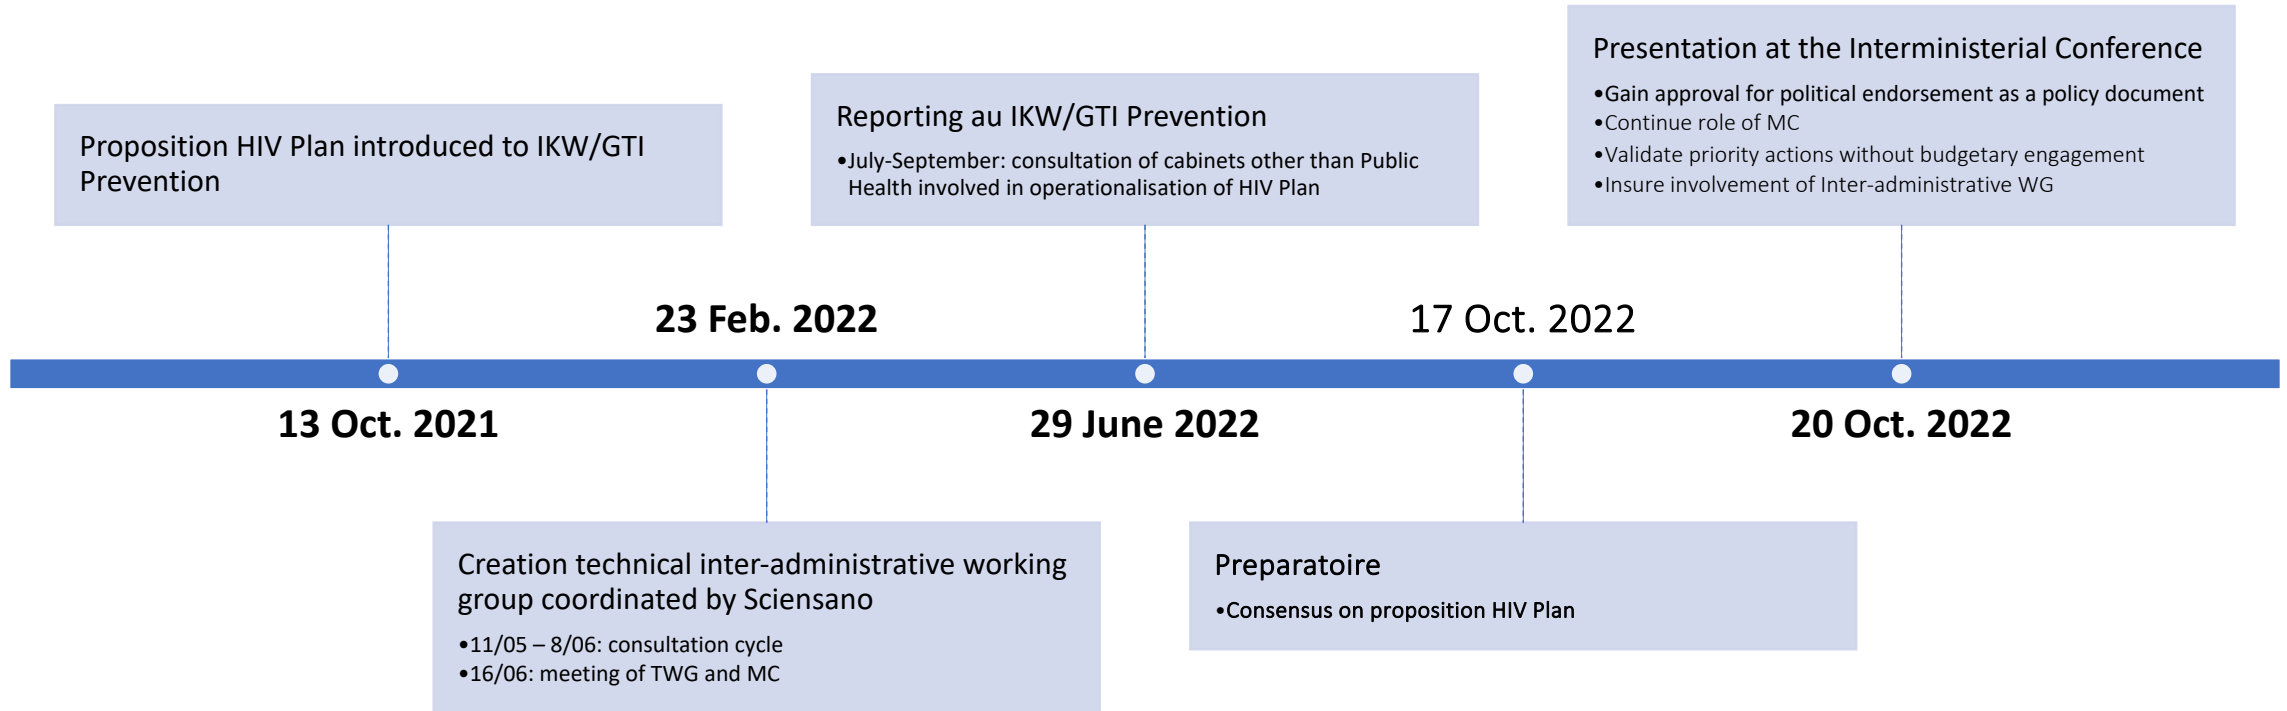 Proposition HIV Plan introduced to IKW/GTI
Prevention
13 Oct. 2021
23 Feb. 2022
Creation technical inter-administrative working
group coordinated by Sciensano
•11/05 – 8/06: consultation cycle
•16/06: meeting of TWG and MC
Reporting au IKW/GTI Prevention
•July-September: consultation of cabinets other than Public
Health involved in operationalisation of HIV Plan
29 June 2022
17 Oct. 2022
Preparatoire
•Consensus on proposition HIV Plan
Presentation at the Interministerial Conference
•Gain approval for political endorsement as a policy document
•Continue role of MC
•Validate priority actions without budgetary engagement
•Insure involvement of Inter-administrative WG
20 Oct. 2022